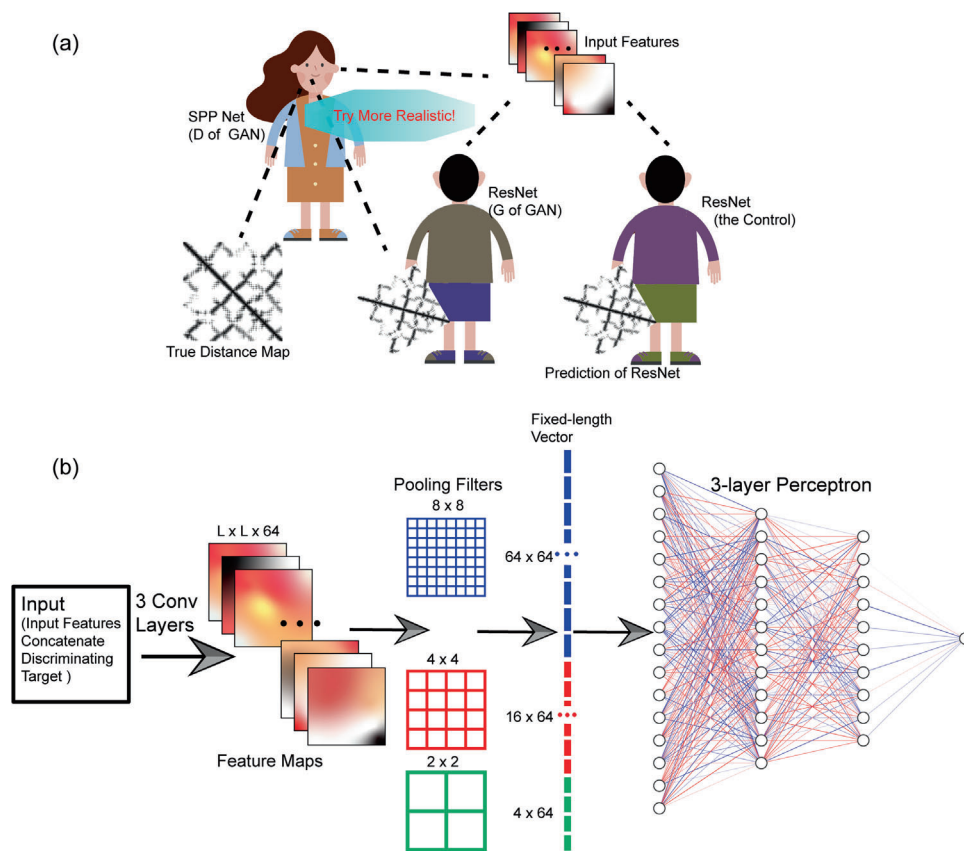 (a)
Input Features
SPP Net
(D of GAN)
Try More Realistic!
ResNet
(G of GAN)
ResNet
(the Control)
True Distance Map
Prediction of ResNet
(b)
Fixed-length
Vector
Pooling Filters
8 x 8
3-layer Perceptron
L x L x 64
64 x 64
Input
(Input Features
Concatenate
Discriminating
Target )
3 Conv
Layers
4 x 4
16 x 64
Feature Maps
2 x 2
4 x 64